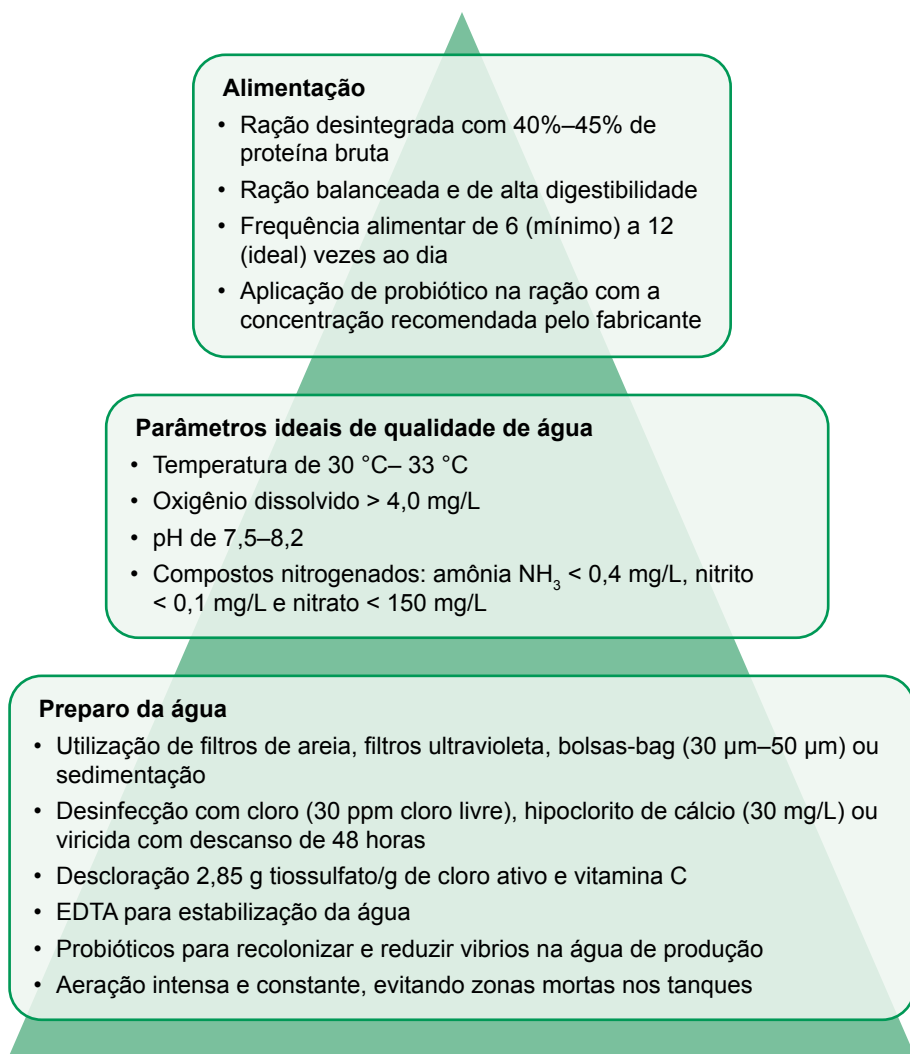 Alimentação
• Ração desintegrada com 40%–45% de
proteína bruta
• Ração balanceada e de alta digestibilidade
• Frequência alimentar de 6 (mínimo) a 12
(ideal) vezes ao dia
• Aplicação de probiótico na ração com a
concentração recomendada pelo fabricante
Parâmetros ideais de qualidade de água
• Temperatura de 30 °C– 33 °C
• Oxigênio dissolvido > 4,0 mg/L
• pH de 7,5–8,2
• Compostos nitrogenados: amônia NH₃ < 0,4 mg/L, nitrito
< 0,1 mg/L e nitrato < 150 mg/L
Preparo da água
• Utilização de filtros de areia, filtros ultravioleta, bolsas-bag (30 µm–50 µm) ou
sedimentação
• Desinfecção com cloro (30 ppm cloro livre), hipoclorito de cálcio (30 mg/L) ou
viricida com descanso de 48 horas
• Descloração 2,85 g tiossulfato/g de cloro ativo e vitamina C
• EDTA para estabilização da água
• Probióticos para recolonizar e reduzir vibrios na água de produção
• Aeração intensa e constante, evitando zonas mortas nos tanques